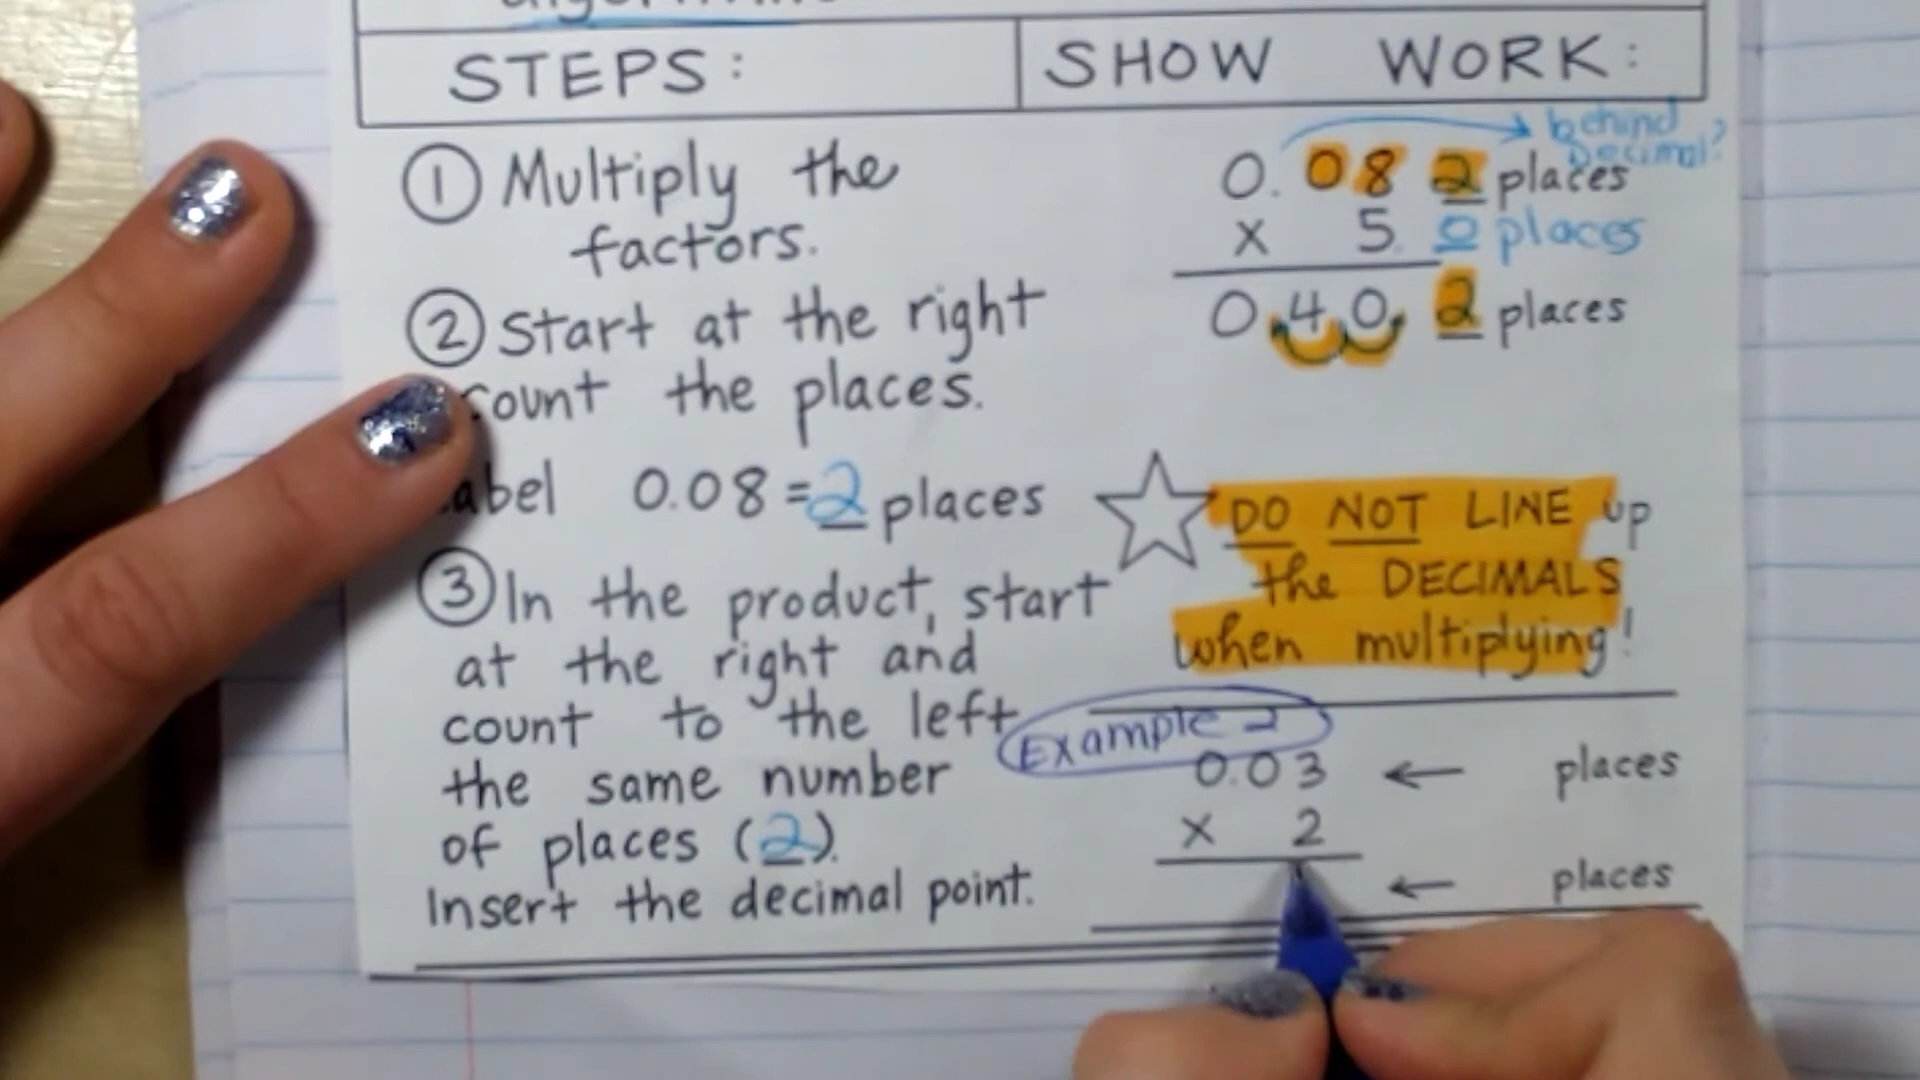 STEPS:
SHOW WORK:
① Multiply the
factors.
② Start at the right
count the places.
Label 0.08 = 2 places
③ In the product, start
at the right and
count to the left
the same number
of places (2).
Insert the decimal point.
behind
Decimal?
0.08 2 places
x 5. 0 places
0.40. 2 places
DO NOT LINE up
the DECIMALS
when multiplying!
Example 2
0.03 ← places
x 2
← places